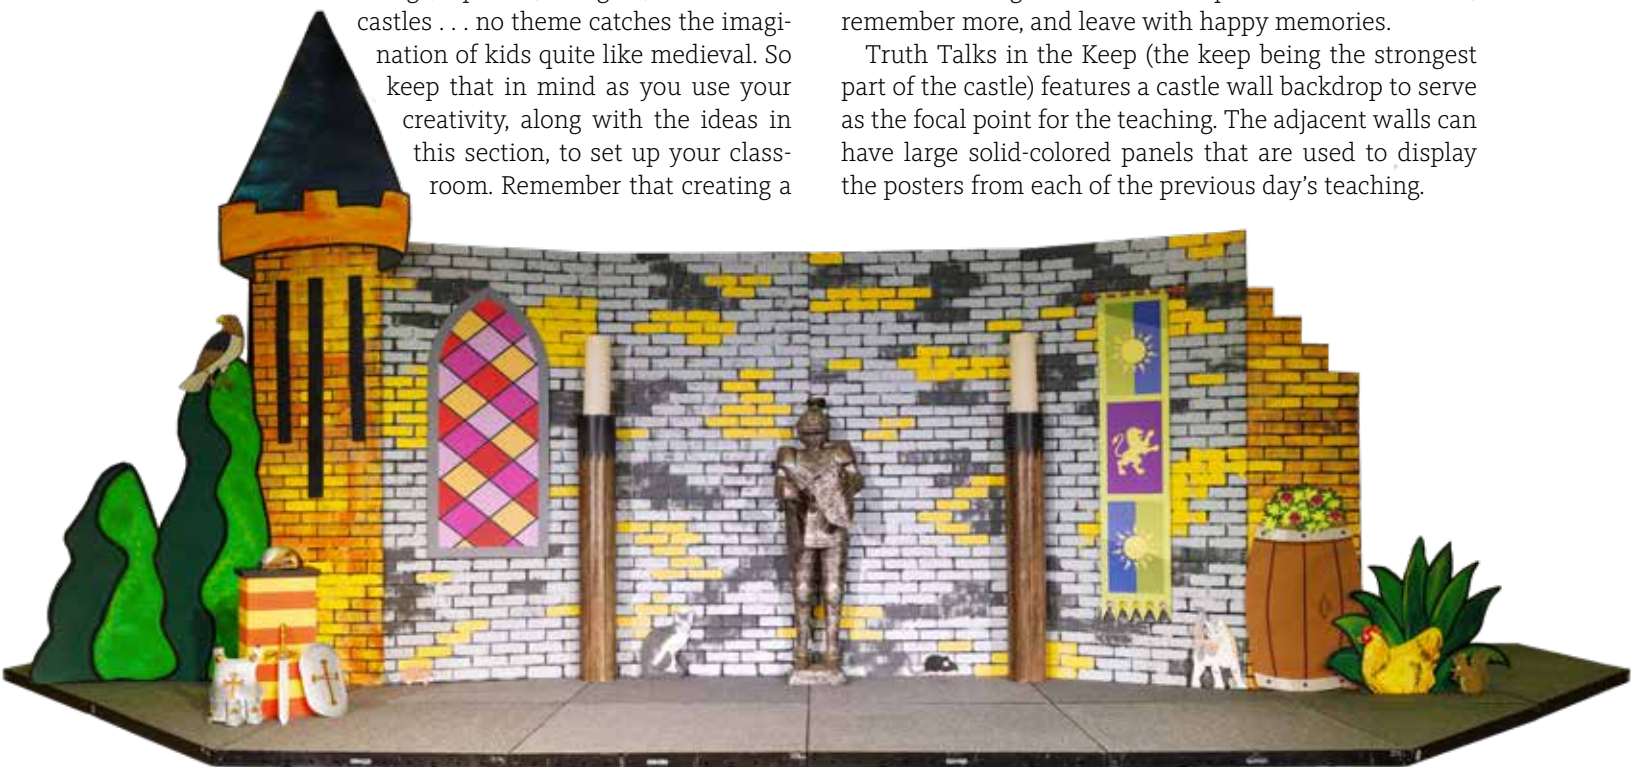 castles . . . no theme catches the imagi-
nation of kids quite like medieval. So
keep that in mind as you use your
creativity, along with the ideas in
this section, to set up your class-
room. Remember that creating a
remember more, and leave with happy memories.
Truth Talks in the Keep (the keep being the strongest
part of the castle) features a castle wall backdrop to serve
as the focal point for the teaching. The adjacent walls can
have large solid-colored panels that are used to display
the posters from each of the previous day’s teaching.